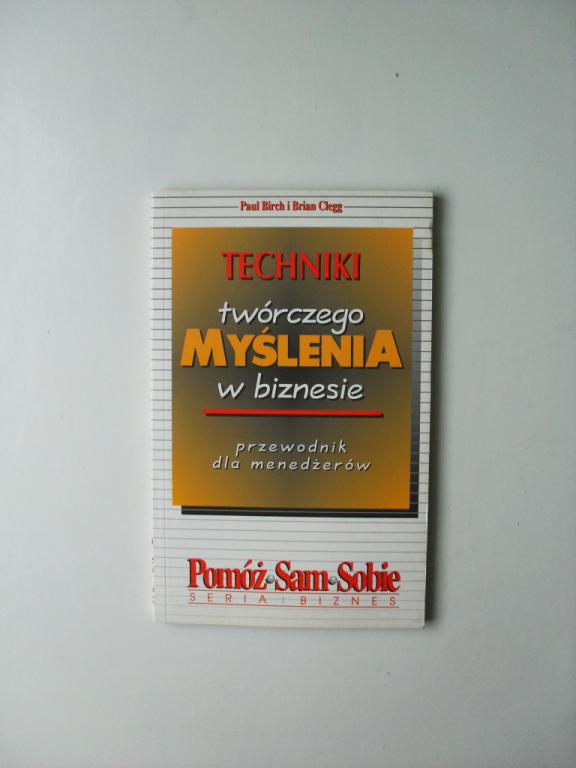 Paul Birch i Brian Clegg
TECHNIKI
twórczego
MYŚLENIA
w biznesie
przewodnik
dla menedżerów
Pomóż•Sam•Sobie
SERIA: BIZNES